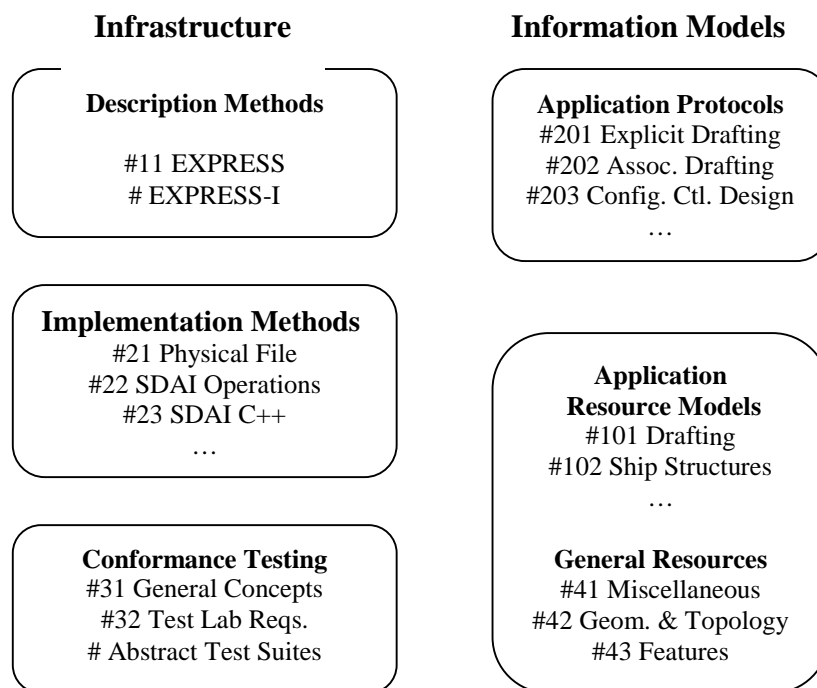 Infrastructure
Description Methods
#11 EXPRESS
# EXPRESS-I
Implementation Methods
#21 Physical File
#22 SDAI Operations
#23 SDAI C++
…
Conformance Testing
#31 General Concepts
#32 Test Lab Reqs.
# Abstract Test Suites
Information Models
Application Protocols
#201 Explicit Drafting
#202 Assoc. Drafting
#203 Config. Ctl. Design
…
Application
Resource Models
#101 Drafting
#102 Ship Structures
…
General Resources
#41 Miscellaneous
#42 Geom. & Topology
#43 Features